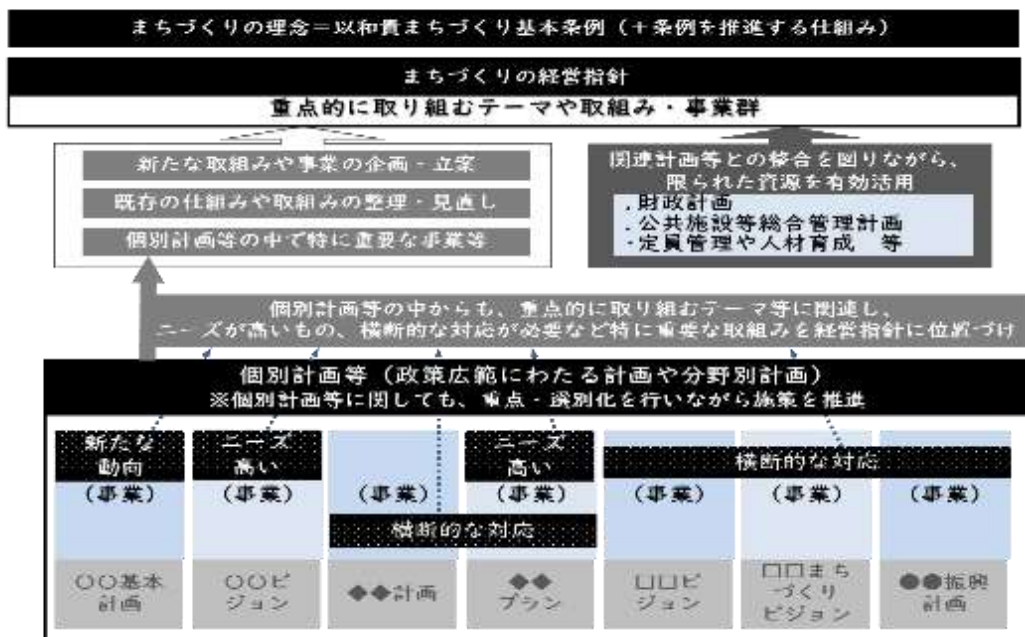 まちづくりの理念＝以和貴まちづくり基本条例（＋条例を推進する仕組み）
まちづくりの経営指針
重点的に取り組むテーマや取組み・事業群
新たな取組みや事業の企画・立案
既存の仕組みや取組みの整理・見直し
個別計画等の中で特に重要な事業等
関連計画等との整合を図りながら、
限られた資源を有効活用
・財政計画
・公共施設等総合管理計画
・定員管理や人材育成　等
個別計画等の中からも、重点的に取り組むテーマ等に関連し、
ニーズが高いもの、横断的な対応が必要など特に重要な取組みを経営指針に位置づけ
個別計画等（政策広範にわたる計画や分野別計画）
※個別計画等に関しても、重点・選別化を行いながら施策を推進
新たな
動向
（事業）
ニーズ
高い
（事業）
（事業）
ニーズ
高い
（事業）
横断的な対応
横断的な対応
（事業）
（事業）
（事業）
〇〇基本
計画
〇〇ビ
ジョン
◆◆計画
◆◆
プラン
□□ビ
ジョン
□□まち
づくり
ビジョン
●●振興
計画